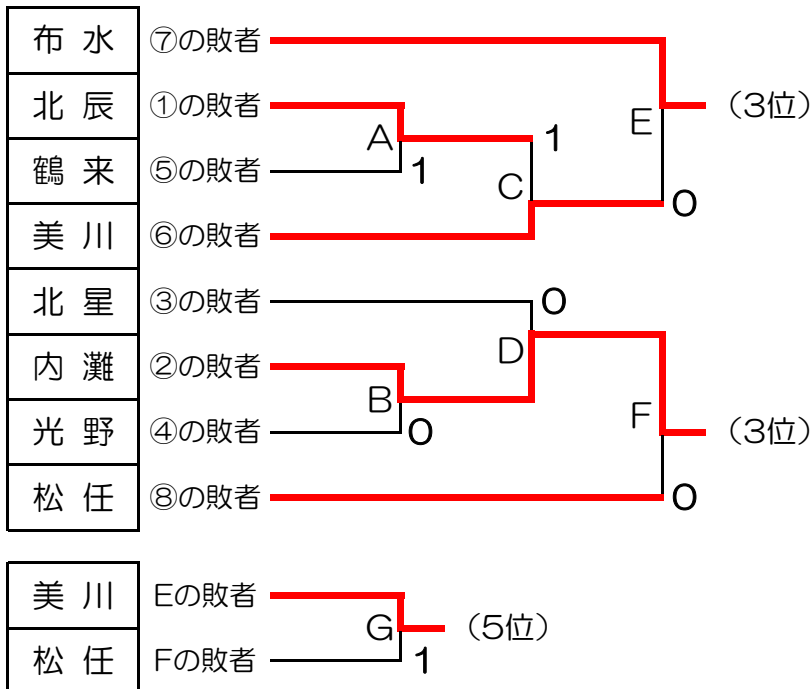 布水 ⑦の敗者
北辰 ①の敗者 A 1 E (3位)
鶴来 ⑤の敗者 1 C 0
美川 ⑥の敗者
北星 ③の敗者 0
内灘 ②の敗者 B D
光野 ④の敗者 0 F (3位)
松任 ⑧の敗者 0
美川 Eの敗者 G (5位)
松任 Fの敗者 1